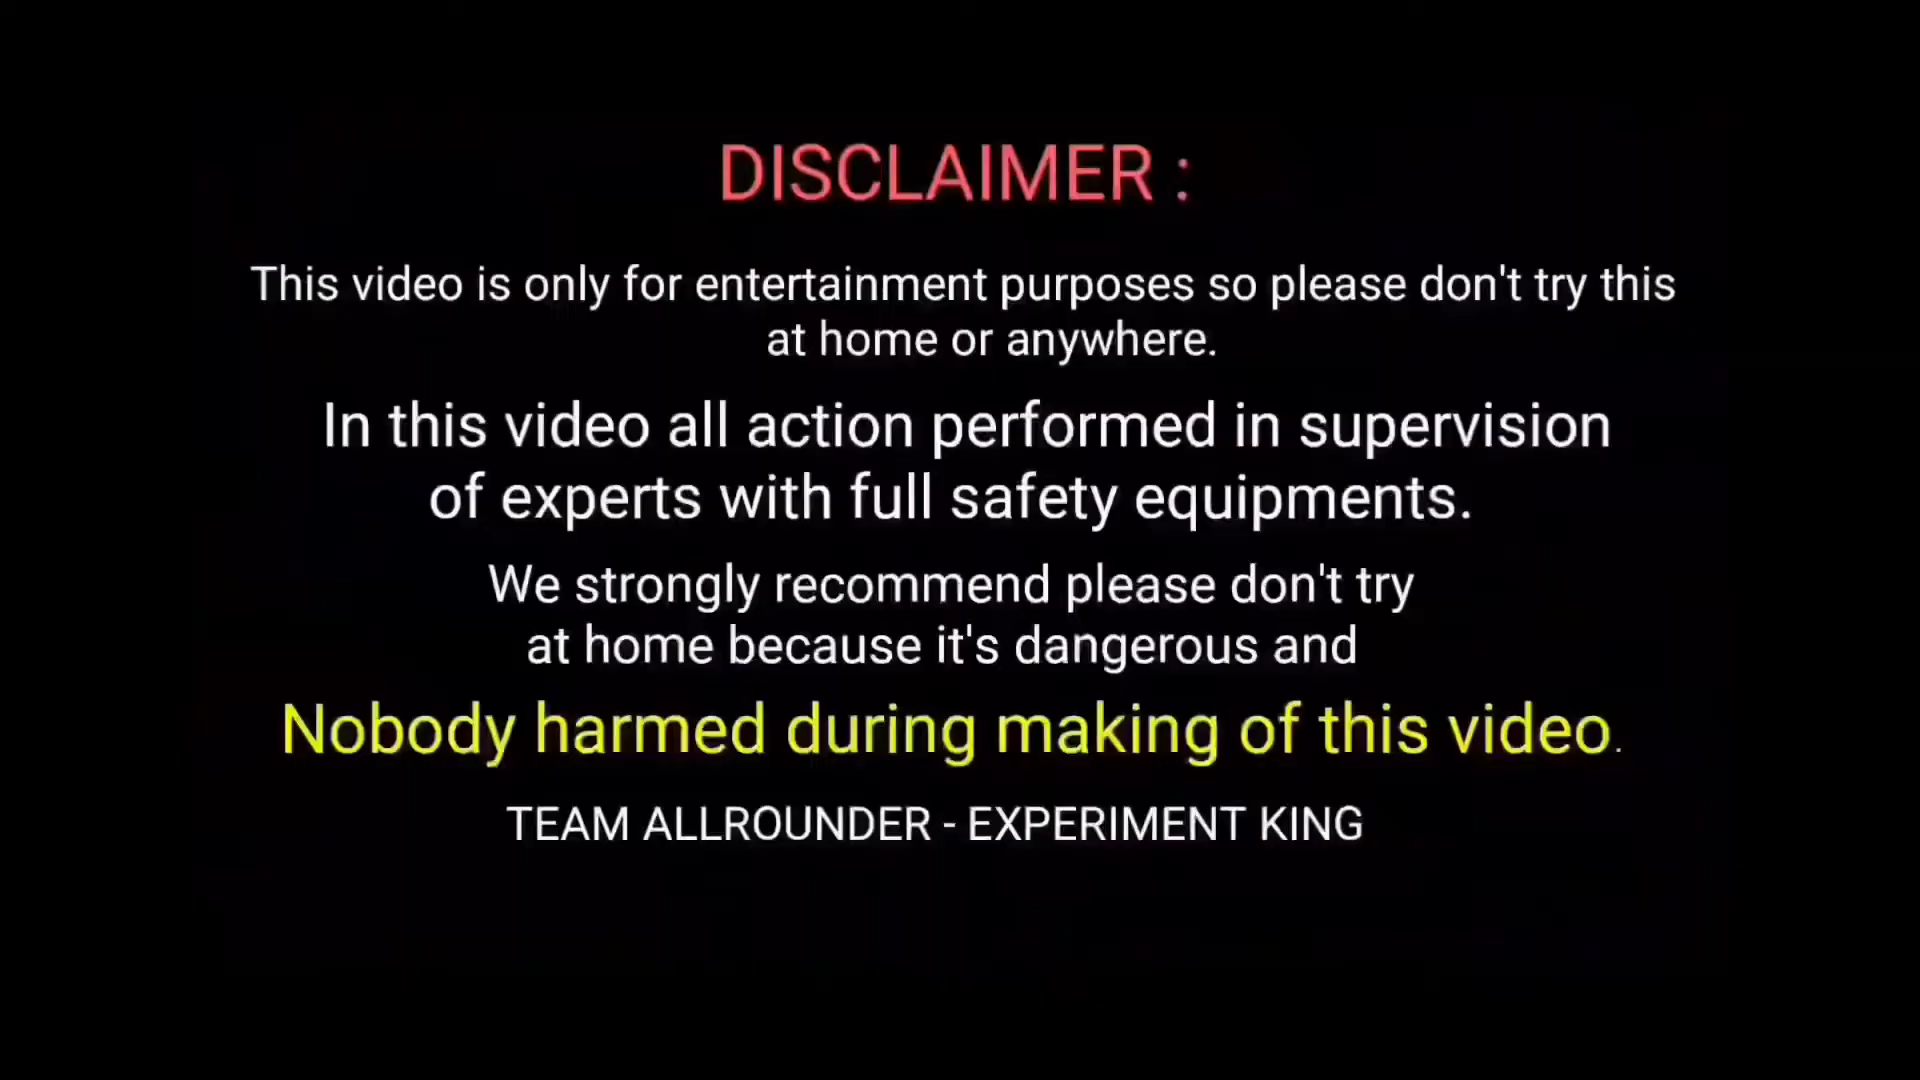 DISCLAIMER :
This video is only for entertainment purposes so please don't try this
at home or anywhere.
In this video all action performed in supervision
of experts with full safety equipments.
We strongly recommend please don't try
at home because it's dangerous and
Nobody harmed during making of this video.
TEAM ALLROUNDER - EXPERIMENT KING